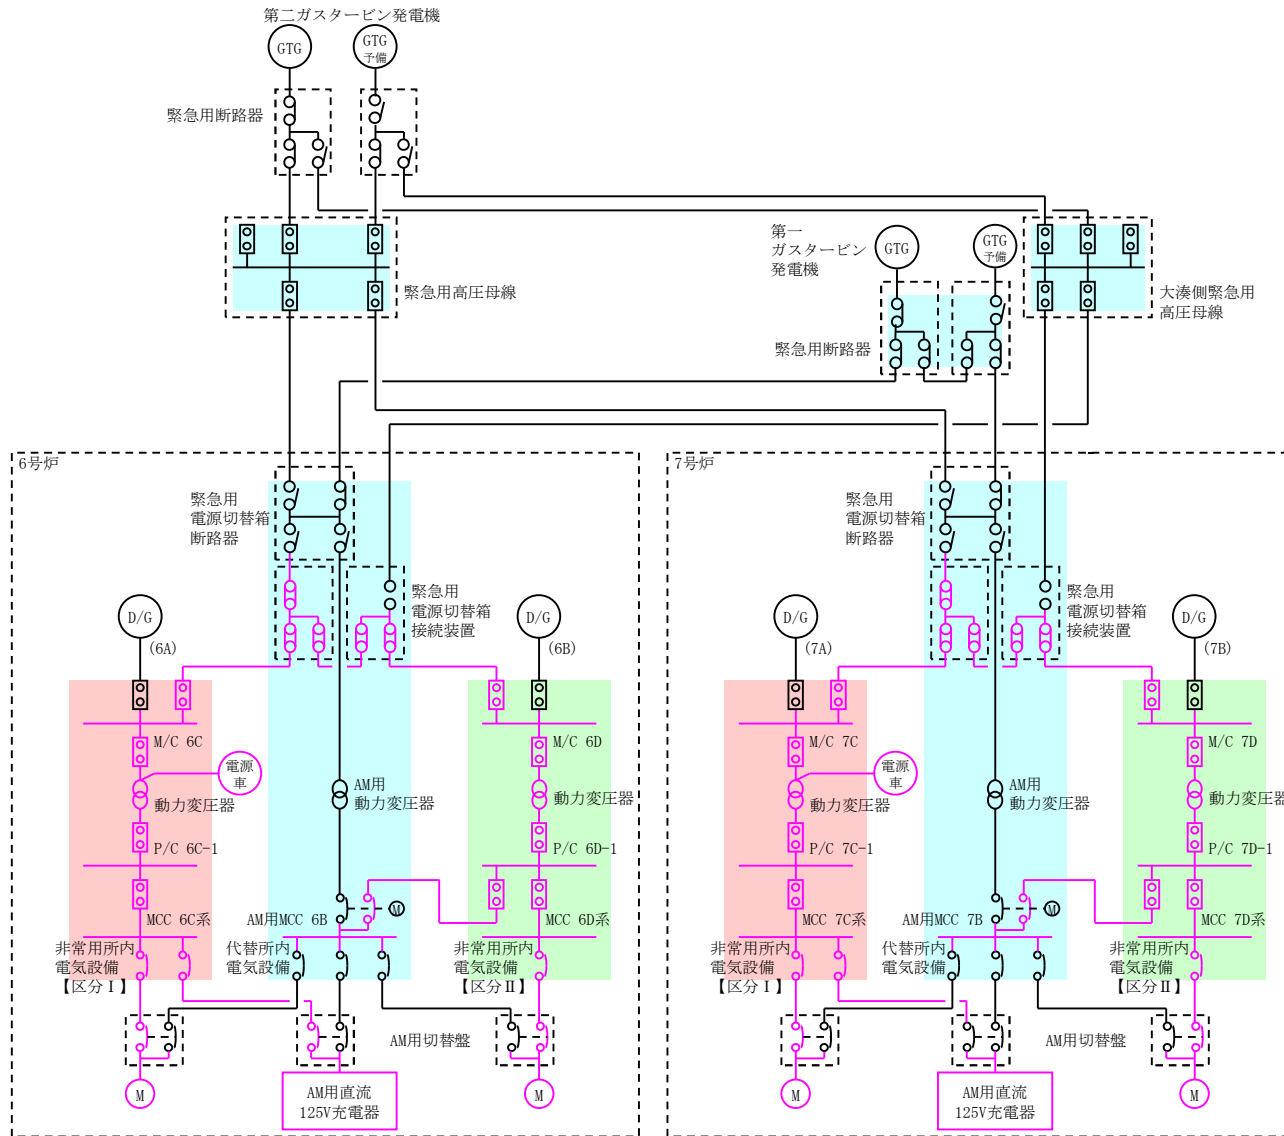 第二ガスタービン発電機
GTG
GTG
予備
緊急用断路器
緊急用高圧母線
第一
ガスタービン
発電機
GTG
GTG
予備
緊急用断路器
大湊側緊急用
高圧母線
6号炉
緊急用
電源切替箱
断路器
緊急用
電源切替箱
接続装置
D/G
(6A)
D/G
(6B)
M/C 6C
電源
車
動力変圧器
P/C 6C-1
MCC 6C系
非常用所内
電気設備
【区分Ⅰ】
AM用
動力変圧器
AM用MCC 6B
M
代替所内
電気設備
M/C 6D
動力変圧器
P/C 6D-1
MCC 6D系
非常用所内
電気設備
【区分Ⅱ】
AM用切替盤
M
AM用直流
125V充電器
M
7号炉
緊急用
電源切替箱
断路器
緊急用
電源切替箱
接続装置
D/G
(7A)
D/G
(7B)
M/C 7C
電源
車
動力変圧器
P/C 7C-1
MCC 7C系
非常用所内
電気設備
【区分Ⅰ】
AM用
動力変圧器
AM用MCC 7B
M
代替所内
電気設備
M/C 7D
動力変圧器
P/C 7D-1
MCC 7D系
非常用所内
電気設備
【区分Ⅱ】
AM用切替盤
M
AM用直流
125V充電器
M